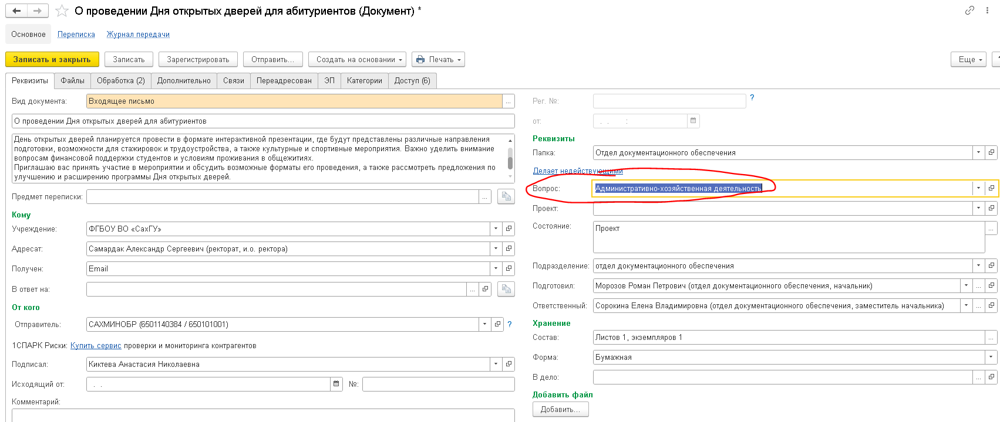 О проведении Дня открытых дверей для абитуриентов (Документ) *
Основное Переписка Журнал передачи
Записать и закрыть Записать Зарегистрировать Отправить... Создать на основании Печать Еще ?
Реквизиты Файлы Обработка (2) Дополнительно Связи Переадресован ЭП Категории Доступ (6)
Вид документа: Входящее письмо ...
О проведении Дня открытых дверей для абитуриентов
День открытых дверей планируется провести в формате интерактивной презентации, где будут представлены различные направления
подготовки, возможности для стажировок и трудоустройства, а также культурные и спортивные мероприятия. Важно уделить внимание
вопросам финансовой поддержки студентов и условиям проживания в общежитиях.
Приглашаю вас принять участие в мероприятии и обсудить возможные форматы его проведения, а также рассмотреть предложения по
улучшению и расширению программы Дня открытых дверей.
Предмет переписки: ...
Кому
Учреждение: ФГБОУ ВО «СахГУ»
Адресат: Самардак Александр Сергеевич (ректорат, и.о. ректора)
Получен: Email
В ответ на: ...
От кого
Отправитель: САХМИНОБР (6501140384 / 650101001) ?
1СПАРК Риски: Купить сервис проверки и мониторинга контрагентов
Подписал: Киктева Анастасия Николаевна
Исходящий от: . . №:
Комментарий:
Рег. №: ?
от: . . :
Реквизиты
Папка: Отдел документационного обеспечения
Делает недействующими
Вопрос: Административно-хозяйственная деятельность
Проект:
Состояние: Проект ...
Подразделение: отдел документационного обеспечения
Подготовил: Морозов Роман Петрович (отдел документационного обеспечения, начальник) ...
Ответственный: Сорокина Елена Владимировна (отдел документационного обеспечения, заместитель начальника) ...
Хранение
Состав: Листов 1, экземпляров 1 ...
Форма: Бумажная
В дело: ...
Добавить файл
Добавить...